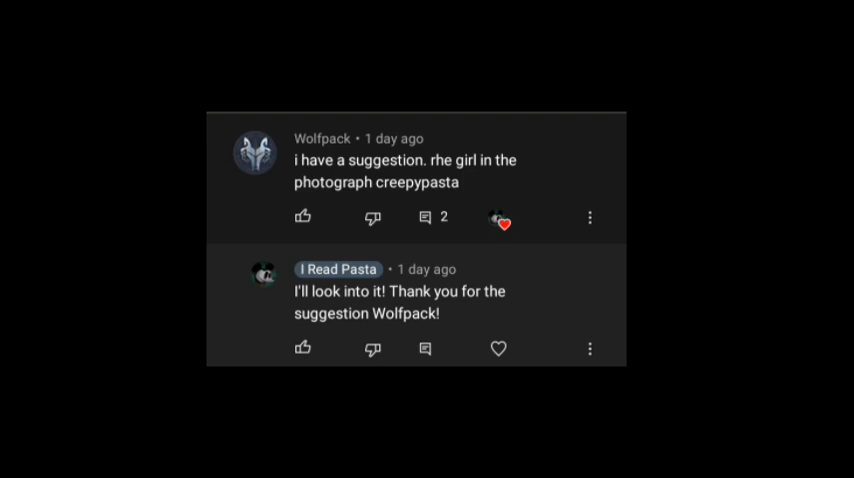 Wolfpack • 1 day ago
i have a suggestion. rhe girl in the
photograph creepypasta
2
I Read Pasta • 1 day ago
I'll look into it! Thank you for the
suggestion Wolfpack!